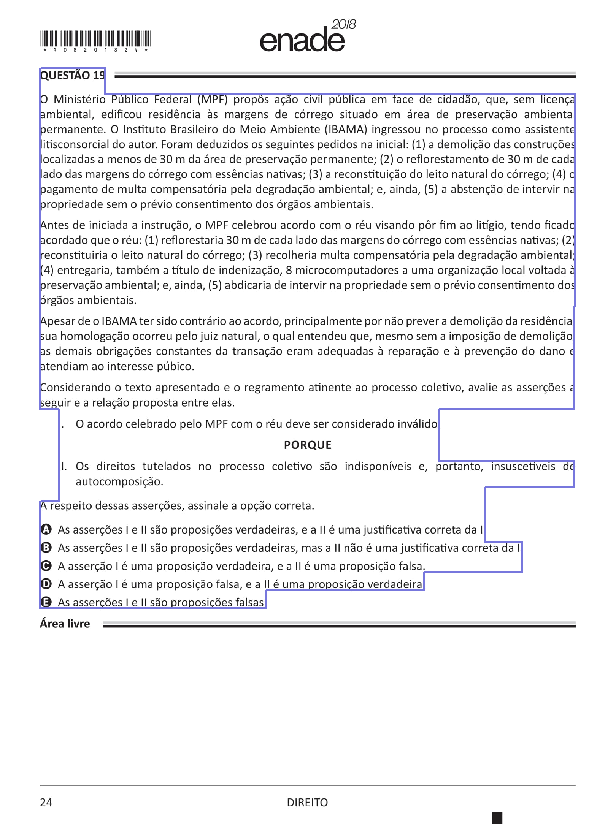 enade2018
*R06201824*
QUESTÃO 19
O Ministério Público Federal (MPF) propôs ação civil pública em face de cidadão, que, sem licença
ambiental, edificou residência às margens de córrego situado em área de preservação ambiental
permanente. O Instituto Brasileiro do Meio Ambiente (IBAMA) ingressou no processo como assistente
litisconsorcial do autor. Foram deduzidos os seguintes pedidos na inicial: (1) a demolição das construções
localizadas a menos de 30 m da área de preservação permanente; (2) o reflorestamento de 30 m de cada
lado das margens do córrego com essências nativas; (3) a reconstituição do leito natural do córrego; (4) o
pagamento de multa compensatória pela degradação ambiental; e, ainda, (5) a abstenção de intervir na
propriedade sem o prévio consentimento dos órgãos ambientais.
Antes de iniciada a instrução, o MPF celebrou acordo com o réu visando pôr fim ao litígio, tendo ficado
acordado que o réu: (1) reflorestaria 30 m de cada lado das margens do córrego com essências nativas; (2)
reconstituiria o leito natural do córrego; (3) recolheria multa compensatória pela degradação ambiental;
(4) entregaria, também a título de indenização, 8 microcomputadores a uma organização local voltada à
preservação ambiental; e, ainda, (5) abdicaria de intervir na propriedade sem o prévio consentimento dos
órgãos ambientais.
Apesar de o IBAMA ter sido contrário ao acordo, principalmente por não prever a demolição da residência,
sua homologação ocorreu pelo juiz natural, o qual entendeu que, mesmo sem a imposição de demolição,
as demais obrigações constantes da transação eram adequadas à reparação e à prevenção do dano e
atendiam ao interesse púbico.
Considerando o texto apresentado e o regramento atinente ao processo coletivo, avalie as asserções a
seguir e a relação proposta entre elas.
I. O acordo celebrado pelo MPF com o réu deve ser considerado inválido.
PORQUE
II. Os direitos tutelados no processo coletivo são indisponíveis e, portanto, insuscetíveis de
autocomposição.
A respeito dessas asserções, assinale a opção correta.
A As asserções I e II são proposições verdadeiras, e a II é uma justificativa correta da I.
B As asserções I e II são proposições verdadeiras, mas a II não é uma justificativa correta da I.
C A asserção I é uma proposição verdadeira, e a II é uma proposição falsa.
D A asserção I é uma proposição falsa, e a II é uma proposição verdadeira.
E As asserções I e II são proposições falsas.
Área livre
24 DIREITO